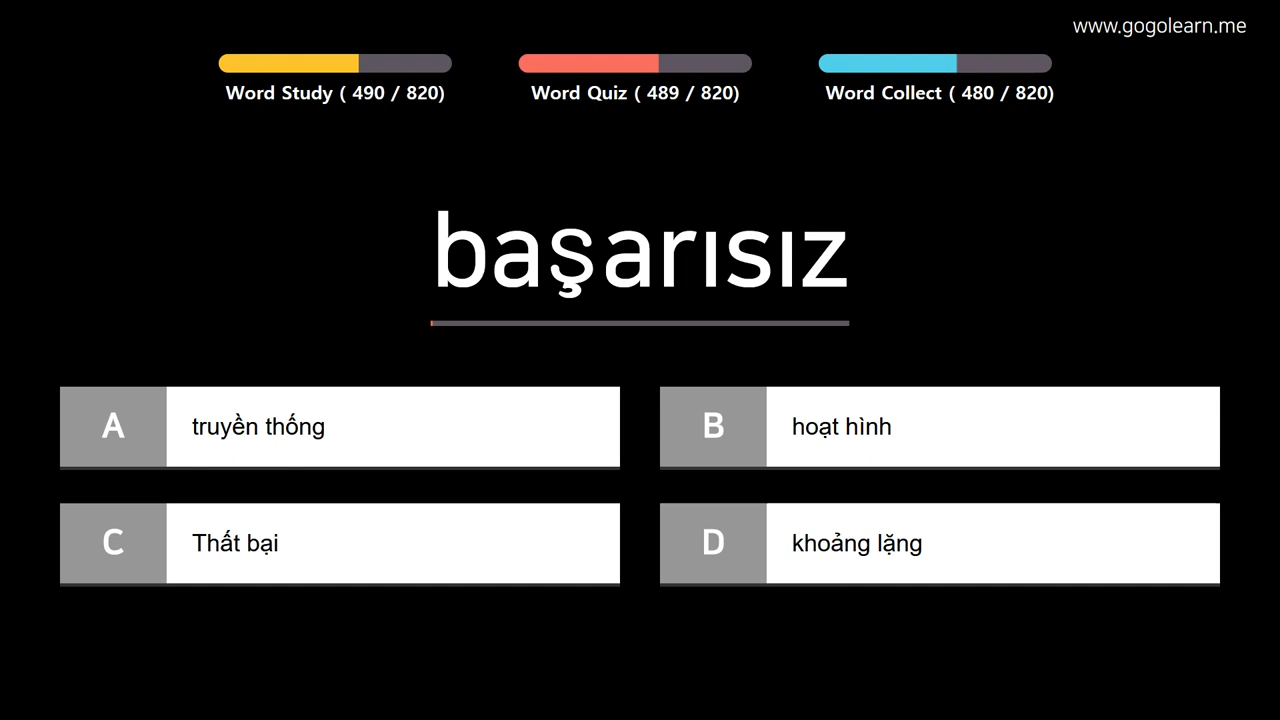 www.gogolearn.me
Word Study ( 490 / 820)
Word Quiz ( 489 / 820)
Word Collect ( 480 / 820)
başarısız
A truyền thống
B hoạt hình
C Thất bại
D khoảng lặng